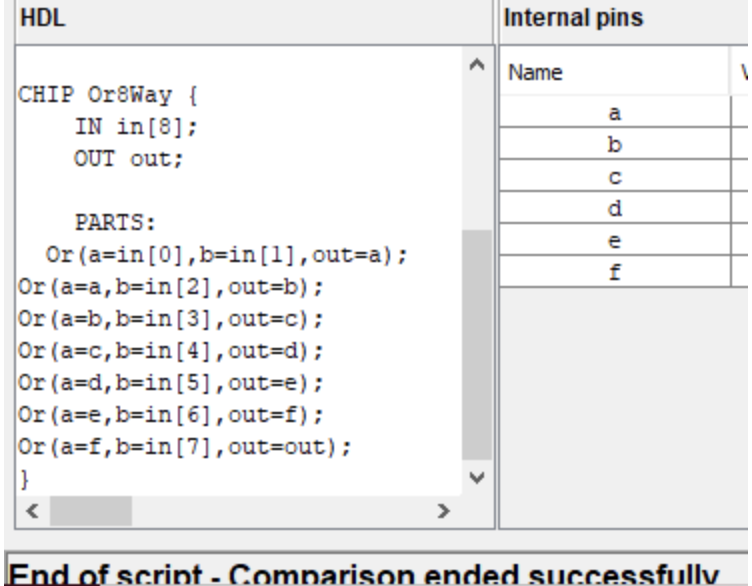 HDL
CHIP Or8Way {
    IN in[8];
    OUT out;

    PARTS:
  Or(a=in[0],b=in[1],out=a);
Or(a=a,b=in[2],out=b);
Or(a=b,b=in[3],out=c);
Or(a=c,b=in[4],out=d);
Or(a=d,b=in[5],out=e);
Or(a=e,b=in[6],out=f);
Or(a=f,b=in[7],out=out);
}
Internal pins
Name
a
b
c
d
e
f
End of script - Comparison ended successfully